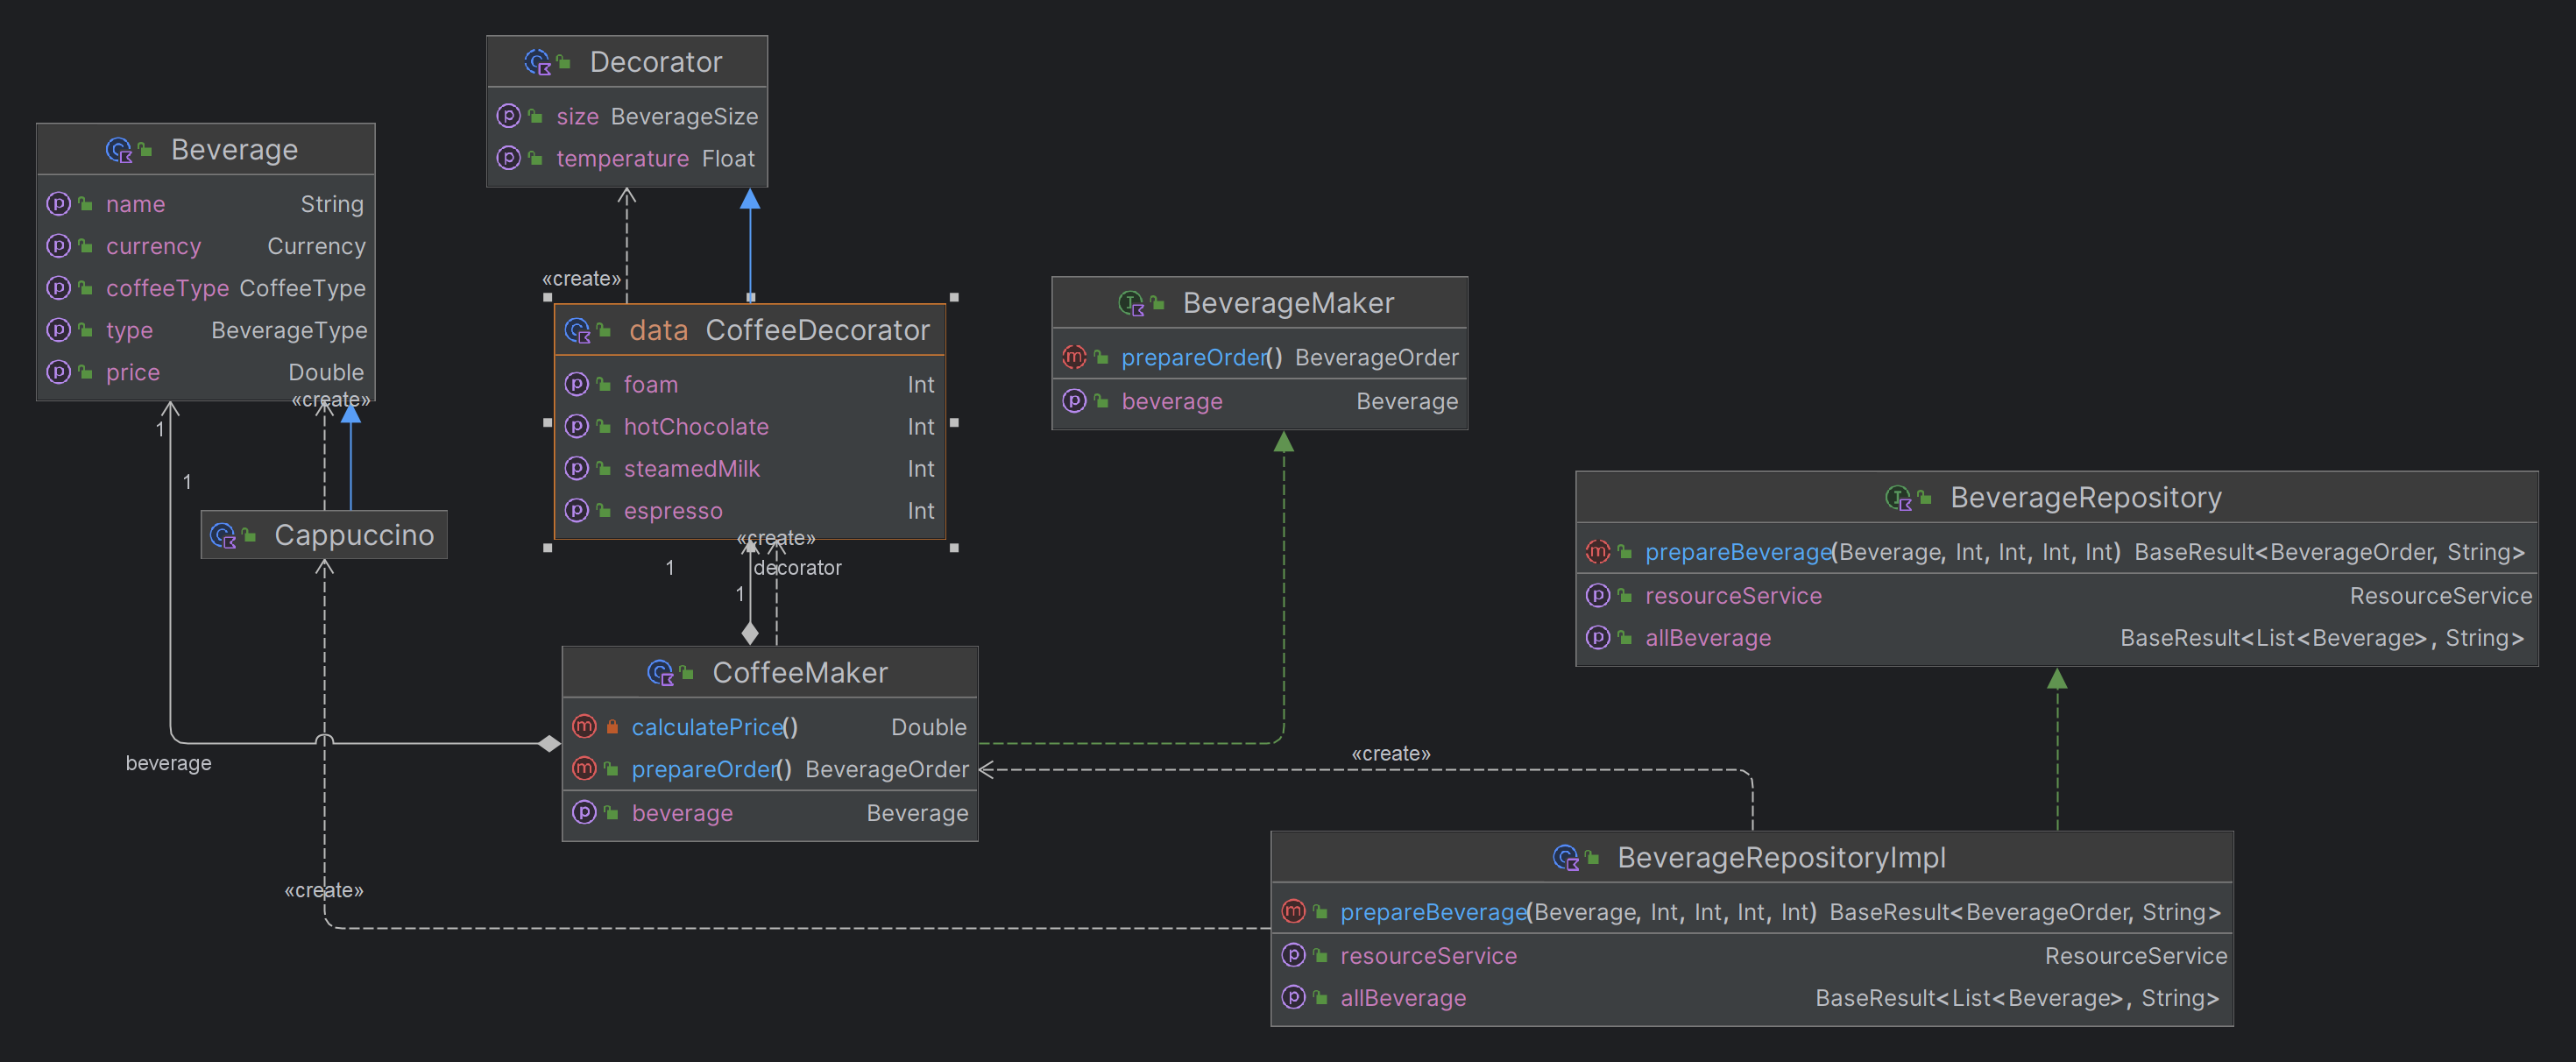 Decorator
size BeverageSize
temperature Float
Beverage
name String
currency Currency
coffeeType CoffeeType
type BeverageType
price Double
«create»
1
1
Cappuccino
«create»
data CoffeeDecorator
foam Int
hotChocolate Int
steamedMilk Int
espresso Int
«create»
1
decorator
1
BeverageMaker
prepareOrder() BeverageOrder
beverage Beverage
BeverageRepository
prepareBeverage(Beverage, Int, Int, Int, Int) BaseResult<BeverageOrder, String>
resourceService ResourceService
allBeverage BaseResult<List<Beverage>, String>
CoffeeMaker
calculatePrice() Double
prepareOrder() BeverageOrder
beverage Beverage
beverage
«create»
«create»
BeverageRepositoryImpl
prepareBeverage(Beverage, Int, Int, Int, Int) BaseResult<BeverageOrder, String>
resourceService ResourceService
allBeverage BaseResult<List<Beverage>, String>